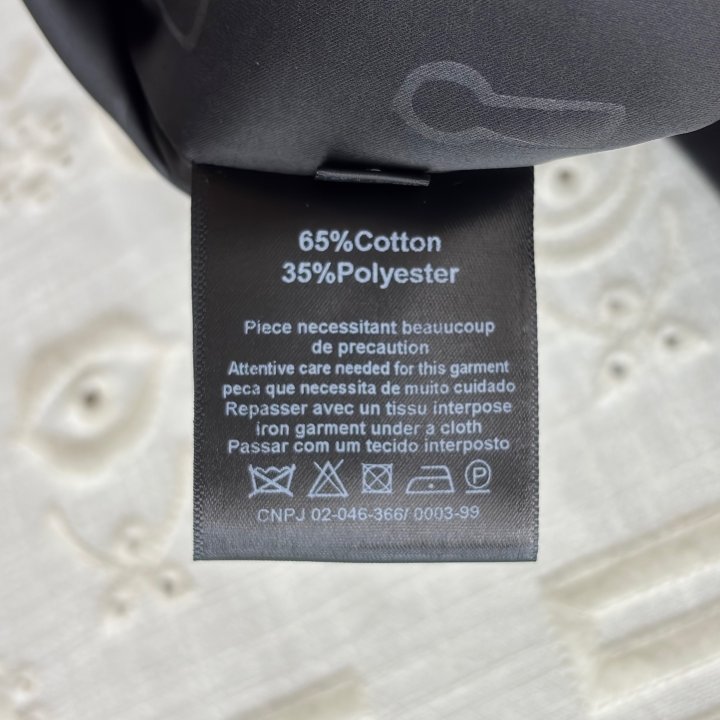 65%Cotton
35%Polyester
Piece necessitant beauucoup
de precaution
Attentive care needed for this garment
peca que necessita de muito cuidado
Repasser avec un tissu interpose
iron garment under a cloth
Passar com um tecido interposto
P
CNPJ 02-046-366/ 0003-99